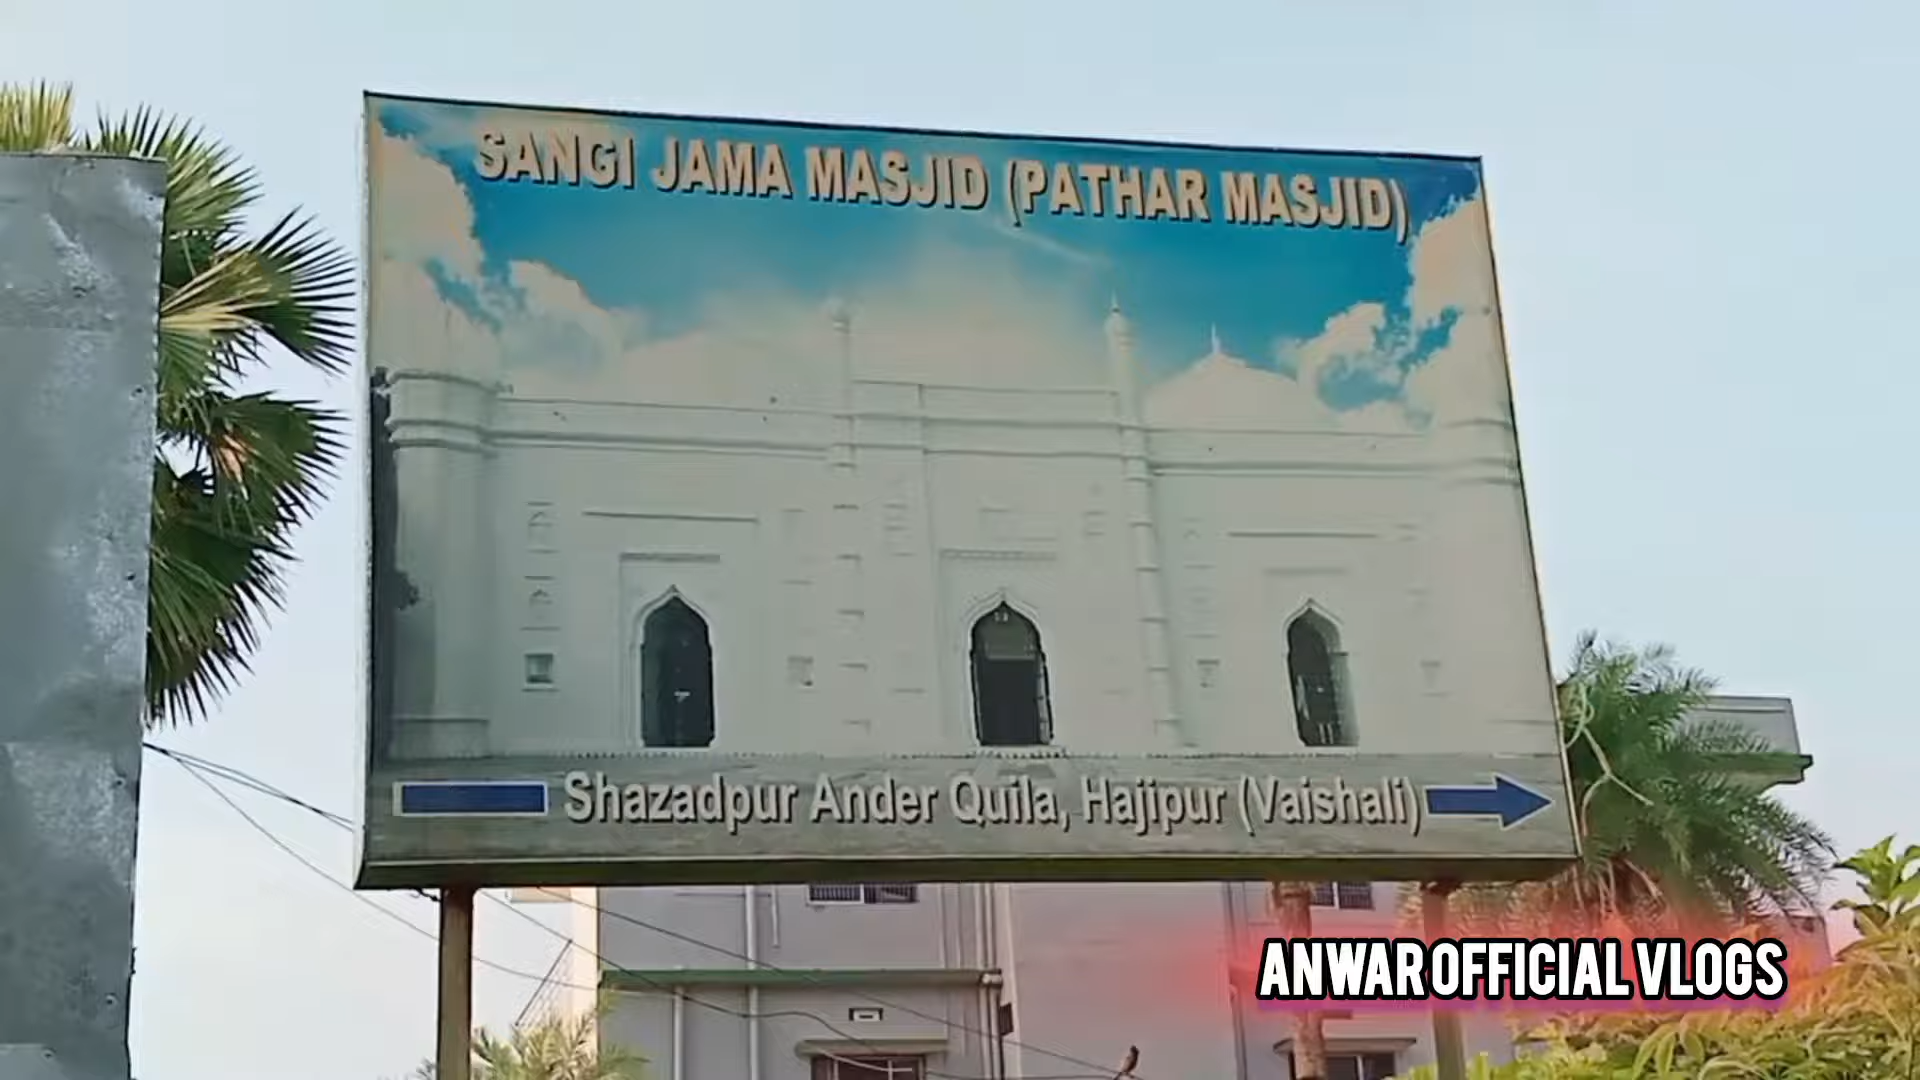 SANGI JAMA MASJID (PATHAR MASJID)
Shazadpur Ander Quila, Hajipur (Vaishali)
ANWAR OFFICIAL VLOGS